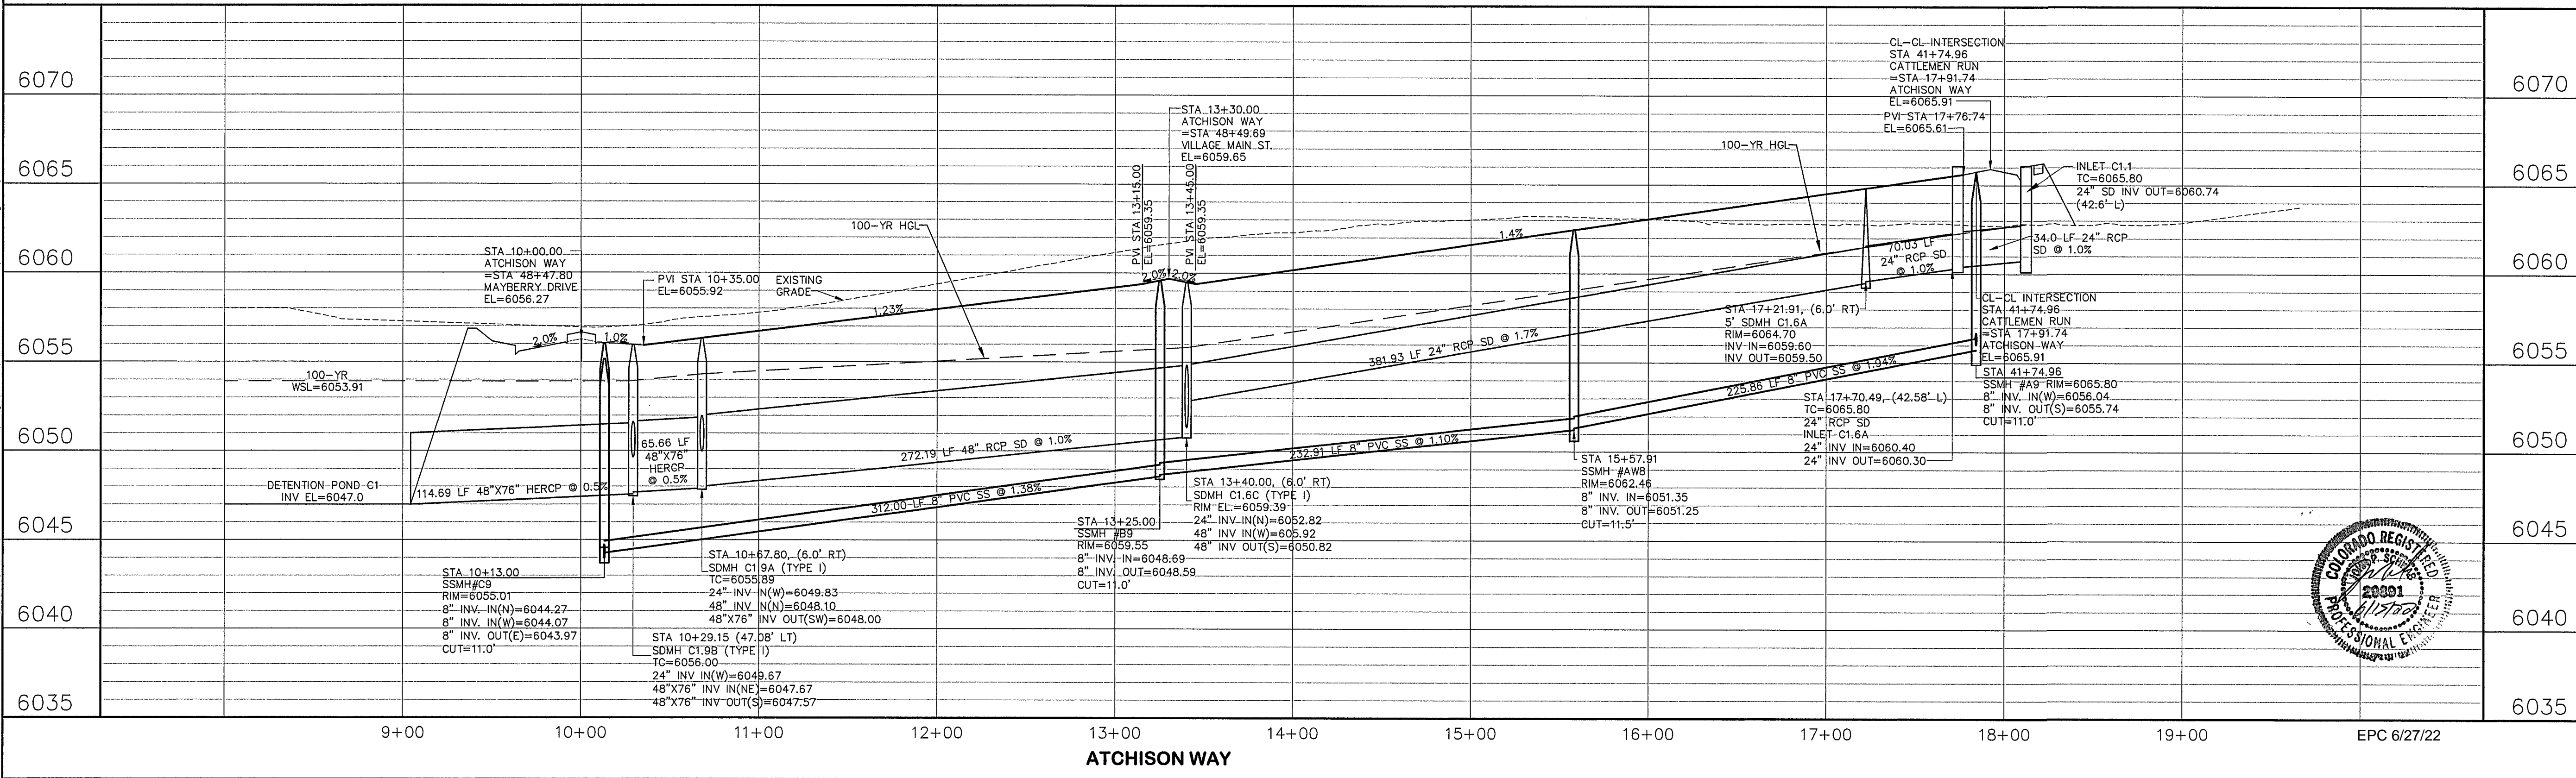 6070
6065
6060
6055
6050
6045
6040
6035
6070
6065
6060
6055
6050
6045
6040
6035
CL-CL INTERSECTION
STA 41+74.96
CATTLEMEN RUN
=STA 17+91.74
ATCHISON WAY
EL=6065.91
PVI STA 17+76.74
EL=6065.61
100-YR HGL
INLET C1.1
TC=6065.80
24" SD INV OUT=6060.74
(42.6' L)
34.0 LF 24" RCP
SD @ 1.0%
70.03 LF
24" RCP SD
@ 1.0%
STA 13+30.00
ATCHISON WAY
=STA 48+49.69
VILLAGE MAIN ST.
EL=6059.65
PVI STA 13+15.00
EL=6059.35
PVI STA 13+45.00
EL=6059.35
2.0%
2.0%
1.4%
100-YR HGL
STA 10+00.00
ATCHISON WAY
=STA 48+47.80
MAYBERRY DRIVE
EL=6056.27
PVI STA 10+35.00
EL=6055.92
EXISTING
GRADE
1.23%
2.0%
1.0%
100-YR
WSL=6053.91
DETENTION POND C1
INV EL=6047.0
114.69 LF 48"X76" HERCP @ 0.5%
65.66 LF
48"X76"
HERCP
@ 0.5%
272.19 LF 48" RCP SD @ 1.0%
312.00 LF 8" PVC SS @ 1.38%
381.93 LF 24" RCP SD @ 1.7%
232.91 LF 8" PVC SS @ 1.10%
225.86 LF 8" PVC SS @ 1.94%
STA 17+21.91, (6.0' RT)
5' SDMH C1.6A
RIM=6064.70
INV IN=6059.60
INV OUT=6059.50
CL-CL INTERSECTION
STA 41+74.96
CATTLEMEN RUN
=STA 17+91.74
ATCHISON WAY
EL=6065.91
STA 41+74.96
SSMH #A9 RIM=6065.80
8" INV. IN(W)=6056.04
8" INV. OUT(S)=6055.74
CUT=11.0'
STA 17+70.49, (42.58' L)
TC=6065.80
24" RCP SD
INLET C1.6A
24" INV IN=6060.40
24" INV OUT=6060.30
STA 15+57.91
SSMH #AW8
RIM=6062.46
8" INV. IN=6051.35
8" INV. OUT=6051.25
CUT=11.5'
STA 13+40.00, (6.0' RT)
SDMH C1.6C (TYPE I)
RIM EL.=6059.39
24" INV IN(N)=6052.82
48" INV IN(W)=605.92
48" INV OUT(S)=6050.82
STA 13+25.00
SSMH #B9
RIM=6059.55
8" INV. IN=6048.69
8" INV. OUT=6048.59
CUT=11.0'
STA 10+13.00
SSMH#C9
RIM=6055.01
8" INV. IN(N)=6044.27
8" INV. IN(W)=6044.07
8" INV. OUT(E)=6043.97
CUT=11.0'
STA 10+67.80, (6.0' RT)
SDMH C1.9A (TYPE I)
TC=6055.89
24" INV IN(W)=6049.83
48" INV IN(N)=6048.10
48"X76" INV OUT(SW)=6048.00
STA 10+29.15 (47.08' LT)
SDMH C1.9B (TYPE I)
TC=6056.00
24" INV IN(W)=6049.67
48"X76" INV IN(NE)=6047.67
48"X76" INV OUT(S)=6047.57
COLORADO REGISTERED
PROFESSIONAL ENGINEER
9+00
10+00
11+00
12+00
13+00
14+00
15+00
16+00
17+00
18+00
19+00
EPC 6/27/22
ATCHISON WAY